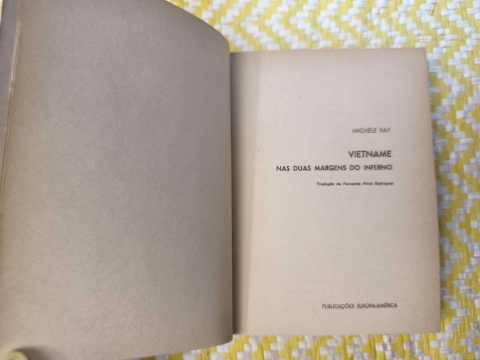 MICHÈLE RAY
VIETNAME
NAS DUAS MARGENS DO INFERNO
Tradução de Fernanda Pinto Rodrigues
PUBLICAÇÕES EUROPA-AMÉRICA